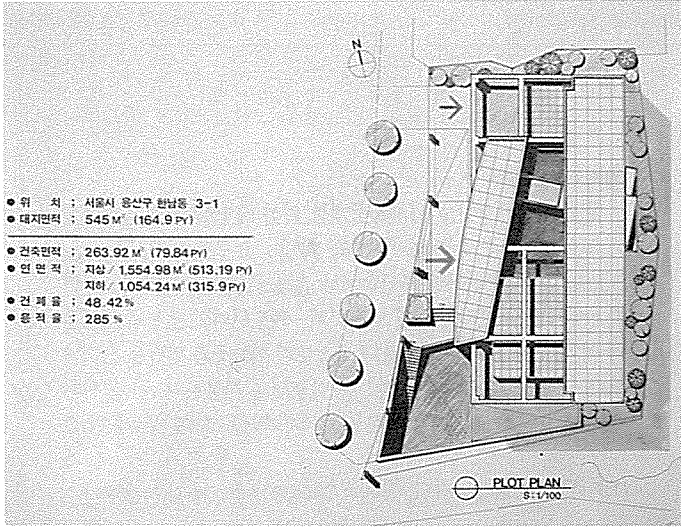 N
● 위 치 ; 서울시 용산구 한남동 3-1
● 대지면적 ; 545 M² (164.9 PY)
● 건축면적 ; 263.92 M² (79.84 PY)
● 연 면 적 ; 지상 / 1,554.98 M² (513.19 PY)
지하 / 1,054.24 M² (315.9 PY)
● 건 폐 율 ; 48.42 %
● 용 적 율 ; 285 %
PLOT PLAN
S : 1/100